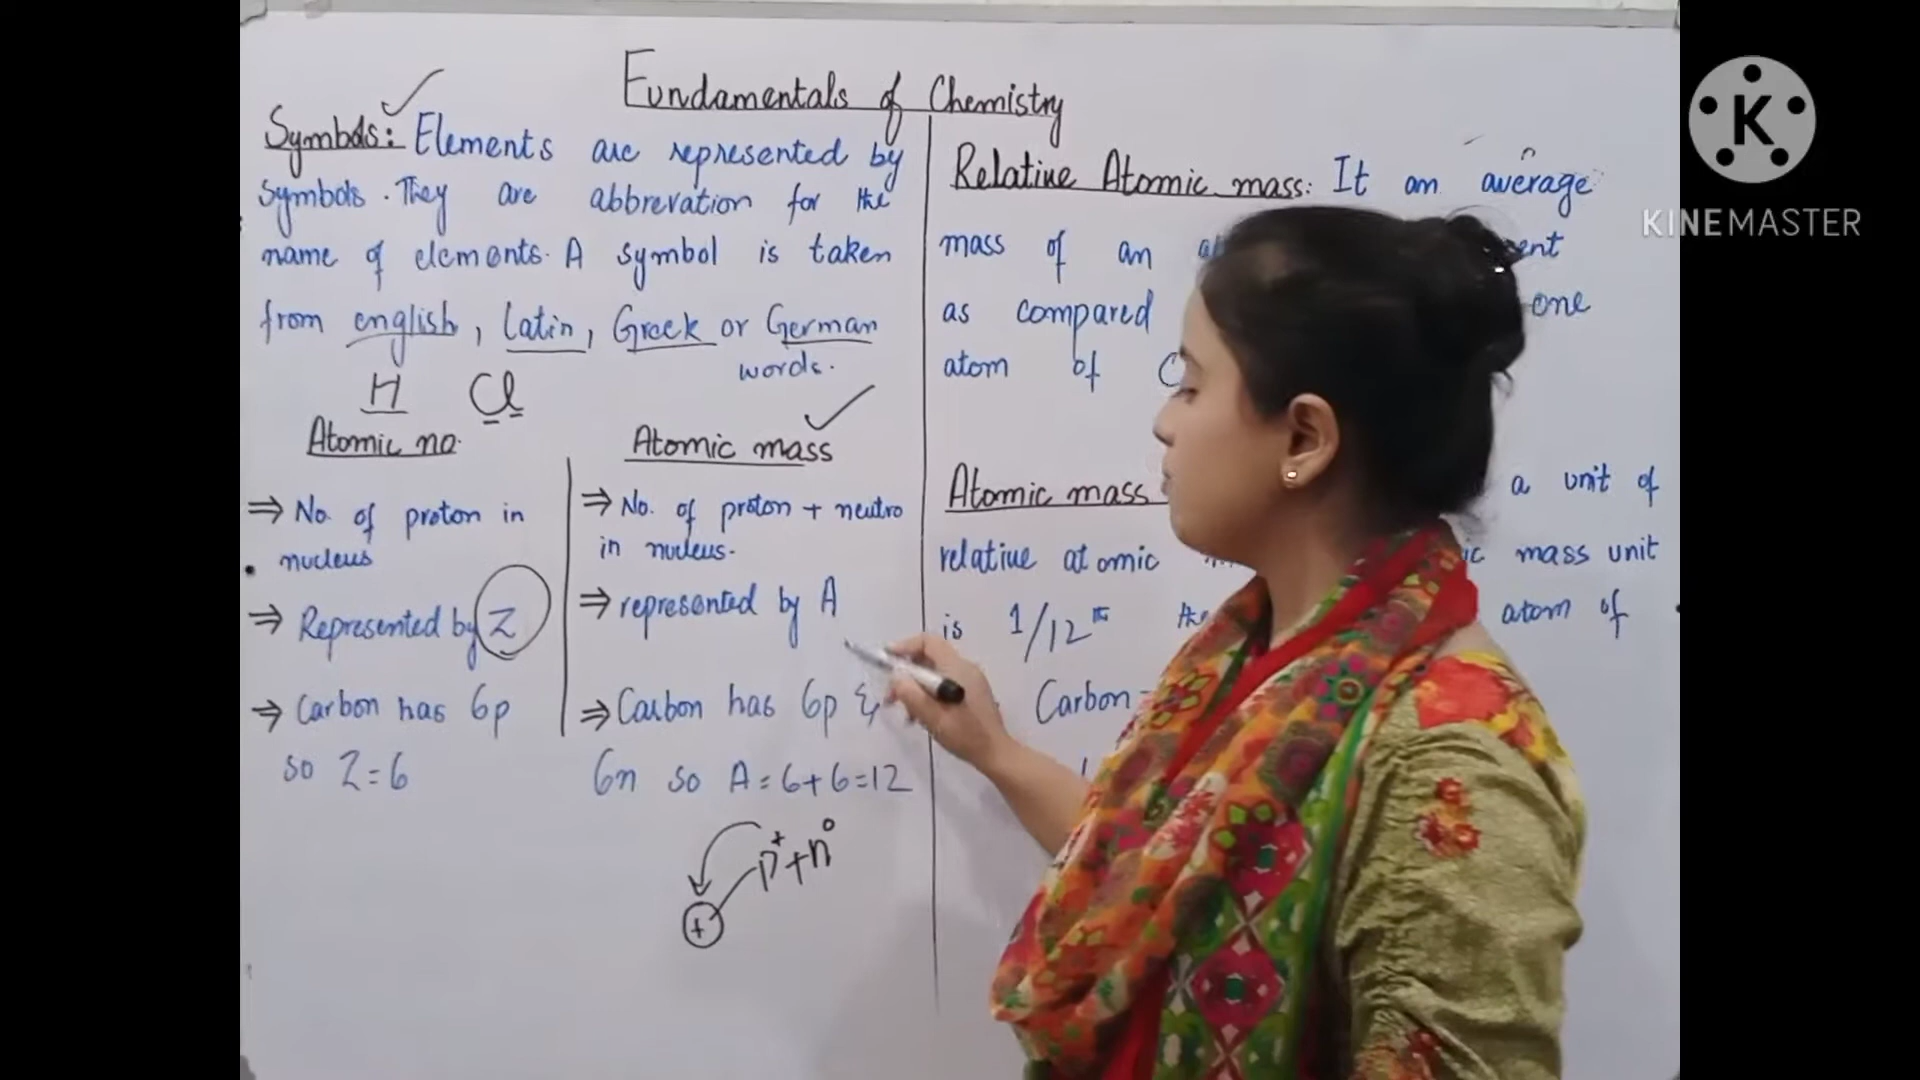 Fundamentals of Chemistry
Symbols: Elements are represented by
symbols. They are abbrevation for the
name of elements. A symbol is taken
from english, Latin, Greek or German
words.
H Cl
Atomic no.
⇒ No. of proton in
nucleus
⇒ Represented by Z
⇒ Carbon has 6p
so Z=6
Atomic mass
⇒ No. of proton + neutro
in nucleus.
⇒ represented by A
⇒ Carbon has 6p &
6n so A = 6+6=12
p⁺+n⁰
+
Relative Atomic mass: It an average
mass of an
as compared one
atom of C
Atomic mass a unit of
relative atomic mass unit
is 1/12th atom of
Carbon-
K
KINEMASTER